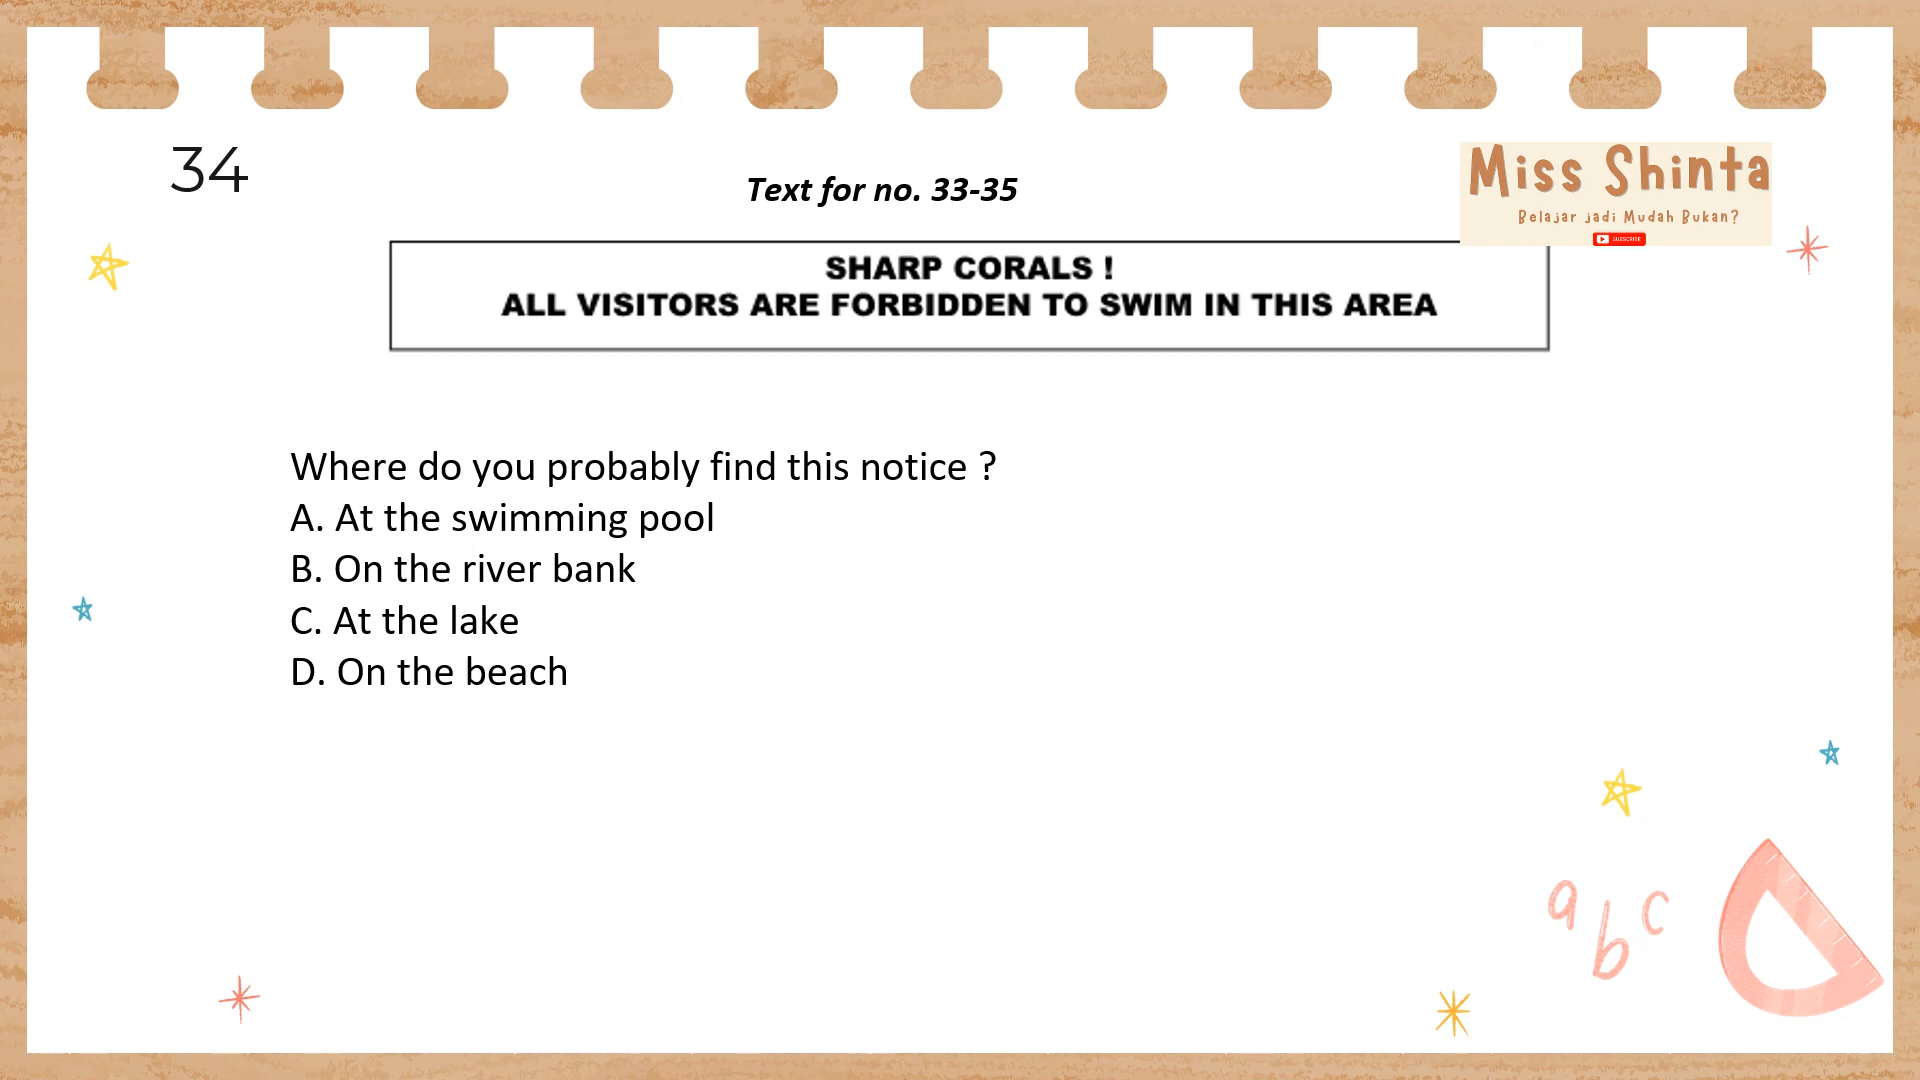 34
Text for no. 33-35
Miss Shinta
Belajar jadi Mudah Bukan?
SUBSCRIBE
SHARP CORALS !
ALL VISITORS ARE FORBIDDEN TO SWIM IN THIS AREA
Where do you probably find this notice ?
A. At the swimming pool
B. On the river bank
C. At the lake
D. On the beach
a b c